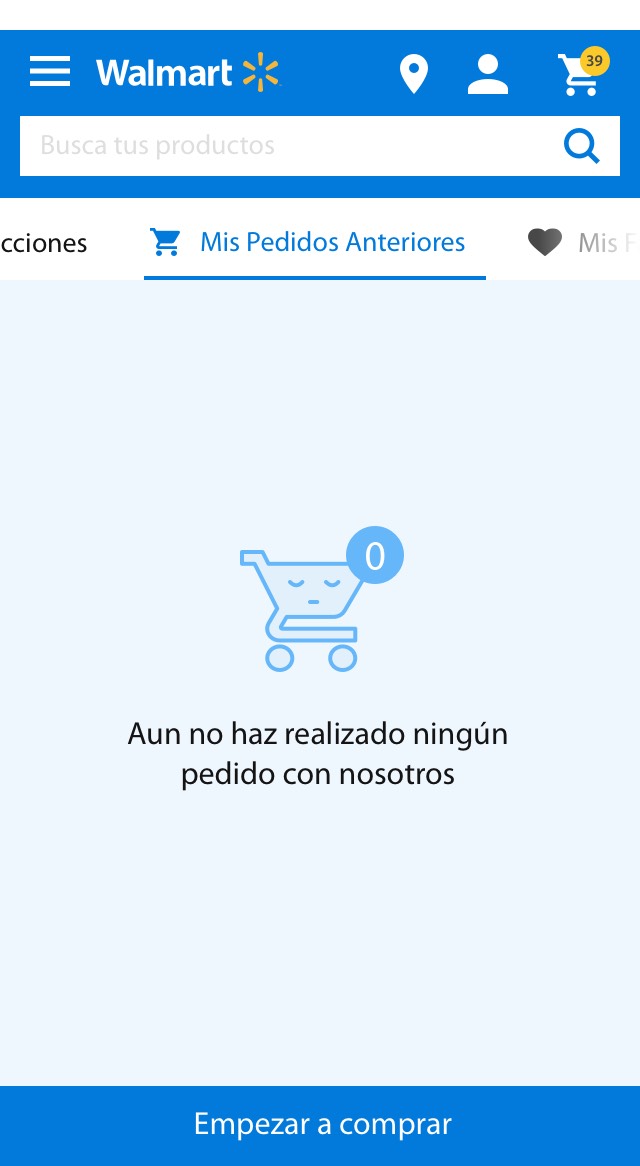 Walmart
39
Busca tus productos
cciones
Mis Pedidos Anteriores
Mis F
0
Aun no haz realizado ningún
pedido con nosotros
Empezar a comprar